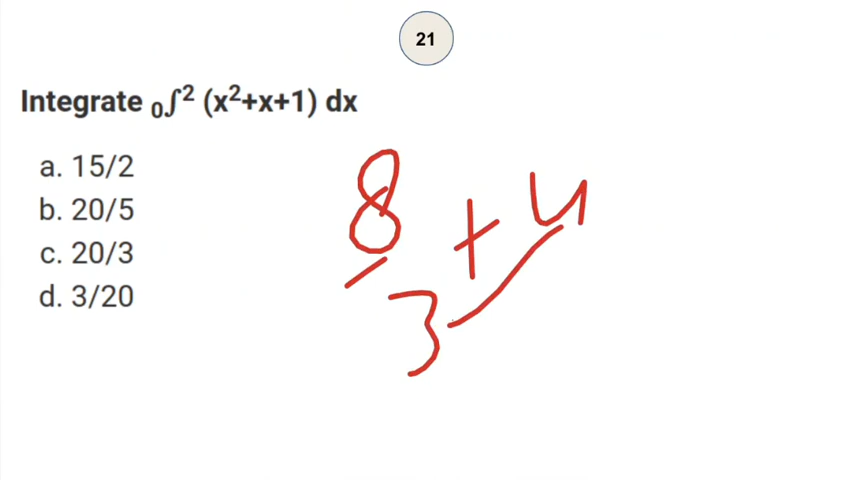 21
Integrate ₀∫² (x²+x+1) dx
a. 15/2
b. 20/5
c. 20/3
d. 3/20
8 + 4
3